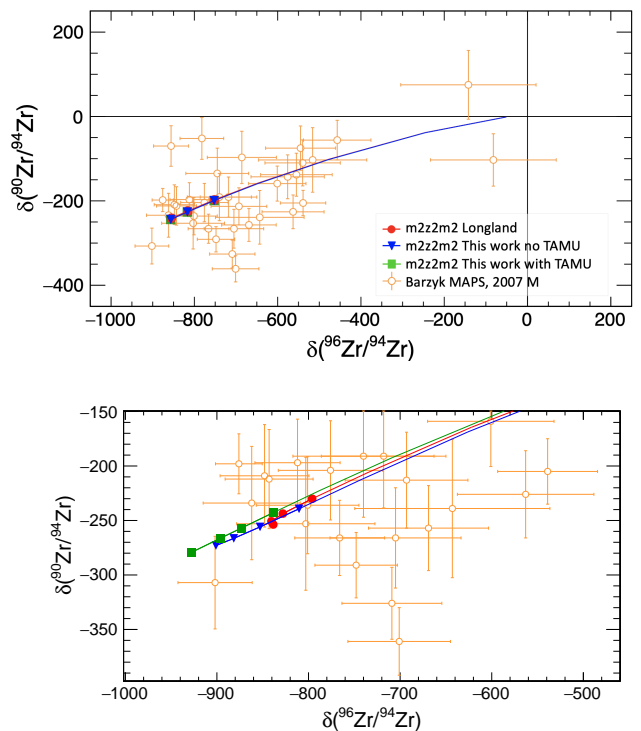 200
0
−200
−400
δ(⁹⁰Zr/⁹⁴Zr)
m2z2m2 Longland
m2z2m2 This work no TAMU
m2z2m2 This work with TAMU
Barzyk MAPS, 2007 M
−1000 −800 −600 −400 −200 0 200
δ(⁹⁶Zr/⁹⁴Zr)
−150
−200
−250
−300
−350
δ(⁹⁰Zr/⁹⁴Zr)
−1000 −900 −800 −700 −600 −500
δ(⁹⁶Zr/⁹⁴Zr)